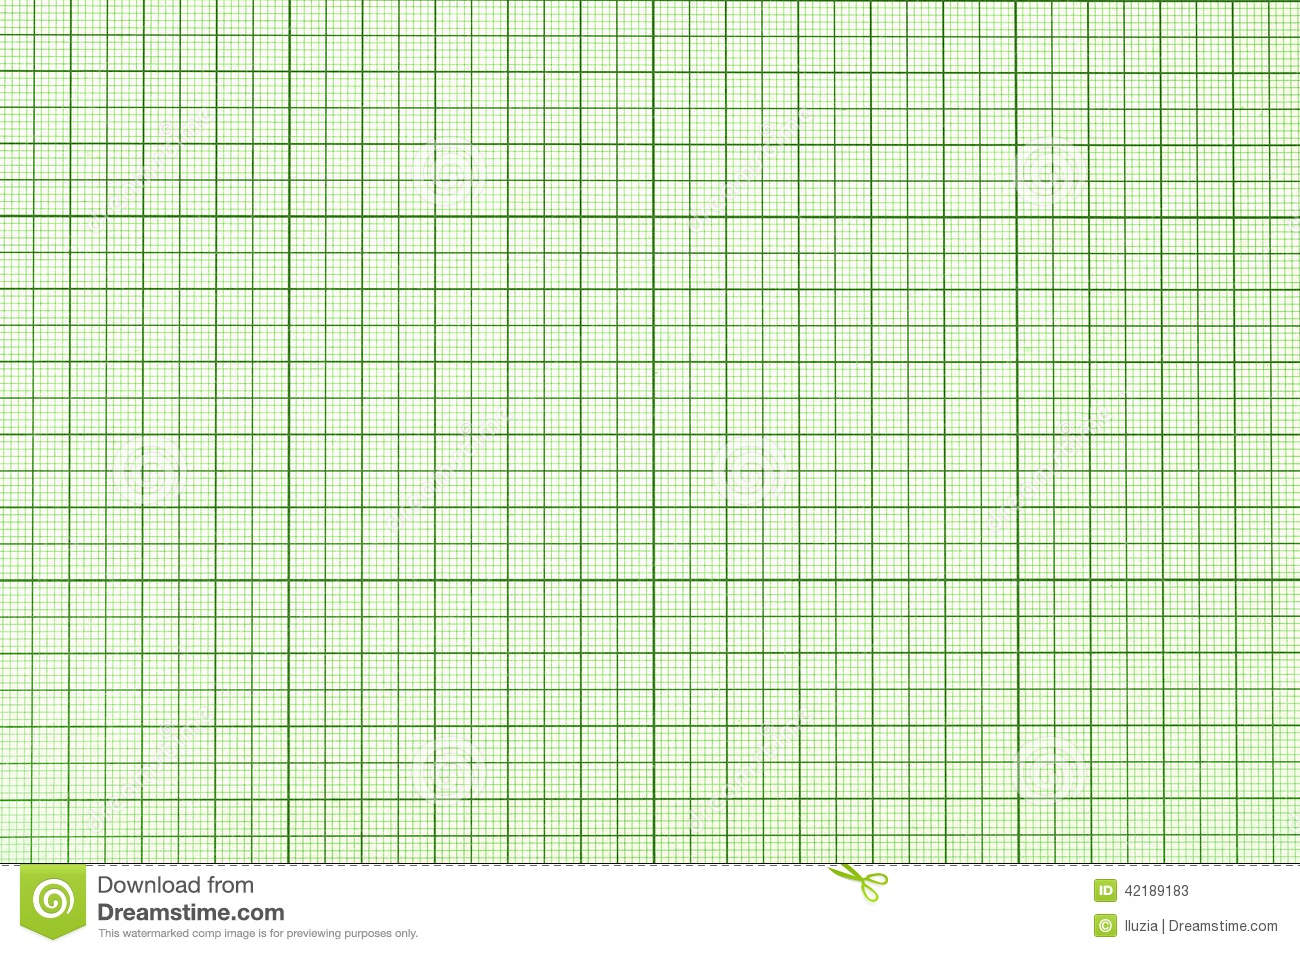 Download from
Dreamstime.com
This watermarked comp image is for previewing purposes only.
ID 42189183
© Iluzia | Dreamstime.com